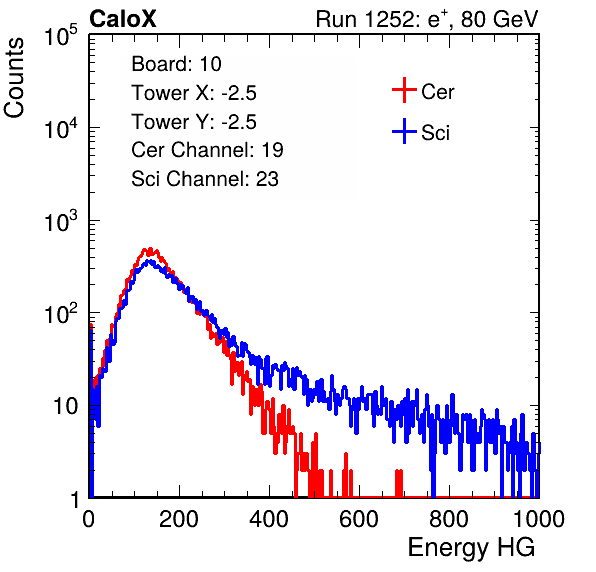 CaloX Run 1252: e⁺, 80 GeV
Counts
10⁵
10⁴
10³
10²
10
1
Board: 10
Tower X: -2.5
Tower Y: -2.5
Cer Channel: 19
Sci Channel: 23
Cer
Sci
0 200 400 600 800 1000
Energy HG